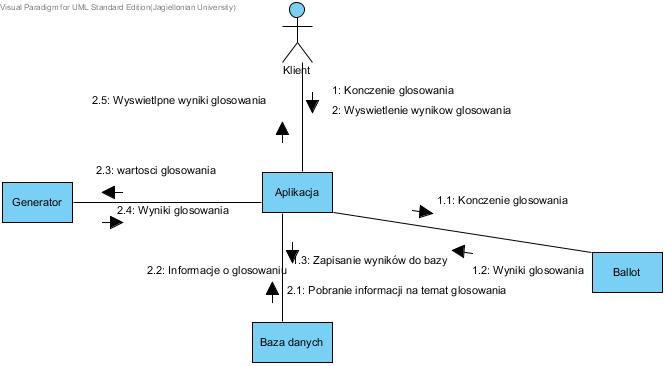 Visual Paradigm for UML Standard Edition(Jagiellonian University)
Klient
1: Konczenie glosowania
2.5: Wyswietlpne wyniki glosowania
2: Wyswietlenie wynikow glosowania
2.3: wartosci glosowania
Generator
Aplikacja
1.1: Konczenie glosowania
2.4: Wyniki glosowania
1.3: Zapisanie wyników do bazy
2.2: Informacje o glosowaniu
1.2: Wyniki glosowania
Ballot
2.1: Pobranie informacji na temat glosowania
Baza danych